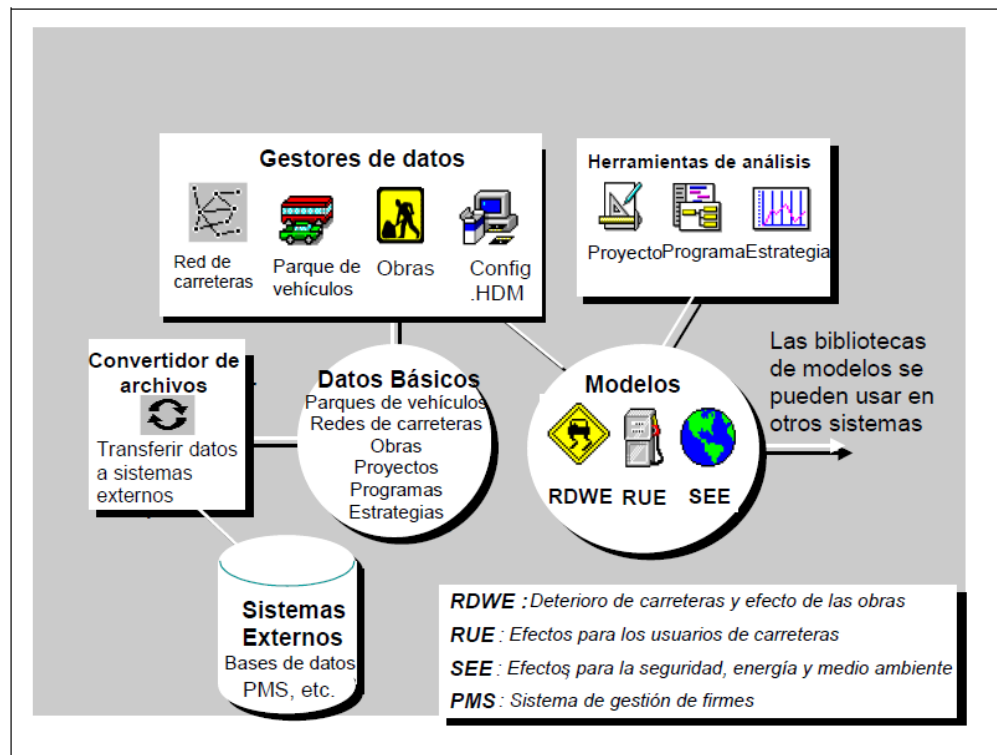 Gestores de datos
Red de
carreteras
Parque de
vehículos
Obras
Config
.HDM
Herramientas de análisis
Proyecto
Programa
Estrategia
Convertidor de
archivos
Transferir datos
a sistemas
externos
Datos Básicos
Parques de vehículos
Redes de carreteras
Obras
Proyectos
Programas
Estrategias
Modelos
RDWE
RUE
SEE
Las bibliotecas
de modelos se
pueden usar en
otros sistemas
Sistemas
Externos
Bases de datos
PMS, etc.
RDWE : Deterioro de carreteras y efecto de las obras
RUE : Efectos para los usuarios de carreteras
SEE : Efectos para la seguridad, energía y medio ambiente
PMS : Sistema de gestión de firmes